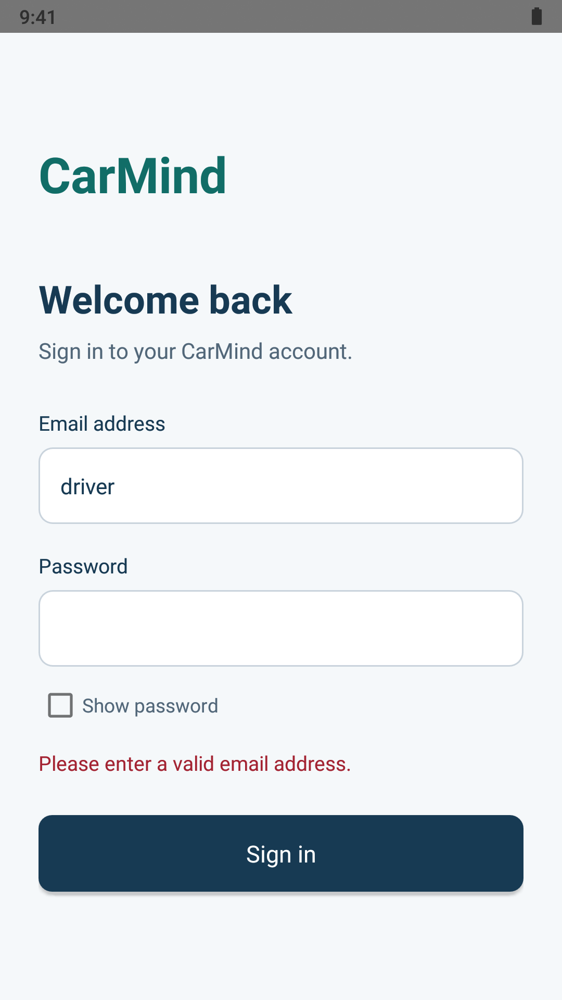 9:41
CarMind
Welcome back
Sign in to your CarMind account.
Email address
driver
Password
Show password
Please enter a valid email address.
Sign in